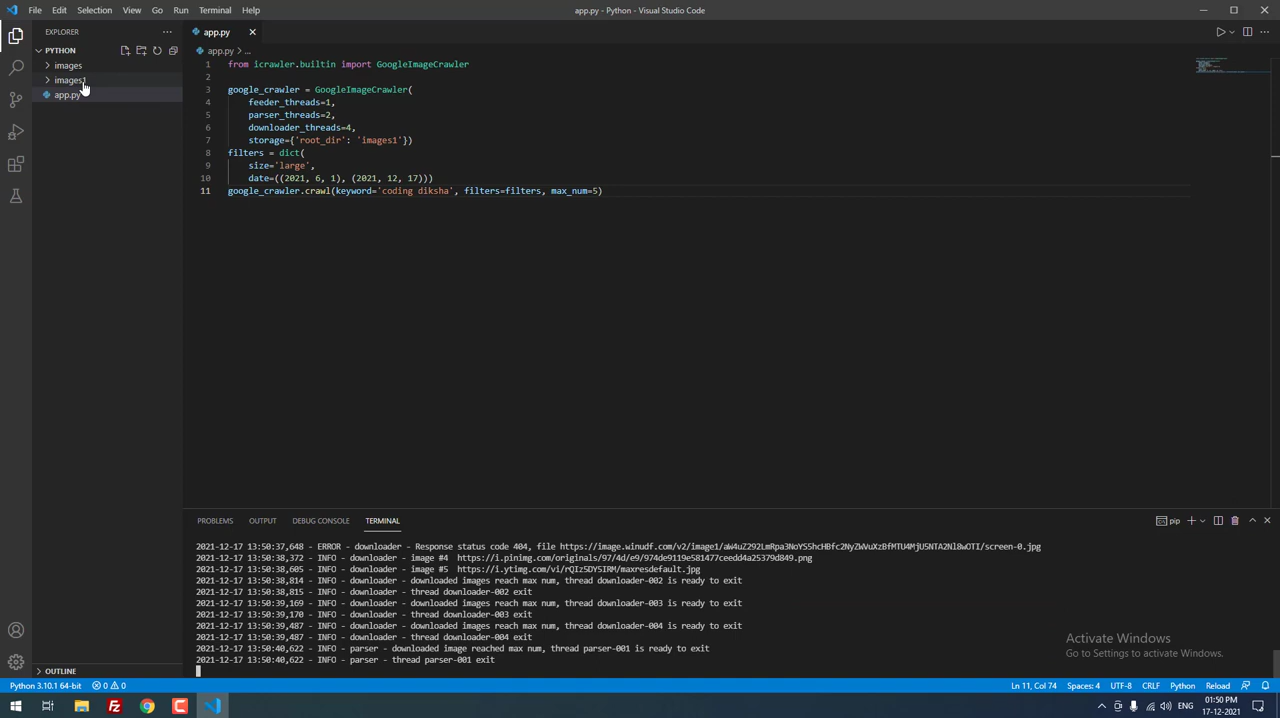 File Edit Selection View Go Run Terminal Help
app.py - Python - Visual Studio Code
EXPLORER
PYTHON
images
images1
app.py
OUTLINE
app.py
app.py > ...
1 from icrawler.builtin import GoogleImageCrawler
2
3 google_crawler = GoogleImageCrawler(
4 feeder_threads=1,
5 parser_threads=2,
6 downloader_threads=4,
7 storage={'root_dir': 'images1'})
8 filters = dict(
9 size='large',
10 date=((2021, 6, 1), (2021, 12, 17)))
11 google_crawler.crawl(keyword='coding diksha', filters=filters, max_num=5)
PROBLEMS OUTPUT DEBUG CONSOLE TERMINAL
pip
2021-12-17 13:50:37,648 - ERROR - downloader - Response status code 404, file https://image.winudf.com/v2/image1/aW4uZ292LmRpa3NoYS5hcHBfc2NyZWVuXzBfMTU4MjU5NTA2Nl8wOTI/screen-0.jpg
2021-12-17 13:50:38,372 - INFO - downloader - image #4 https://i.pinimg.com/originals/97/4d/e9/974de9119e581477ceedd4a25379d849.png
2021-12-17 13:50:38,605 - INFO - downloader - image #5 https://i.ytimg.com/vi/rQIz5DY5IRM/maxresdefault.jpg
2021-12-17 13:50:38,814 - INFO - downloader - downloaded images reach max num, thread downloader-002 is ready to exit
2021-12-17 13:50:38,815 - INFO - downloader - thread downloader-002 exit
2021-12-17 13:50:39,169 - INFO - downloader - downloaded images reach max num, thread downloader-003 is ready to exit
2021-12-17 13:50:39,170 - INFO - downloader - thread downloader-003 exit
2021-12-17 13:50:39,487 - INFO - downloader - downloaded images reach max num, thread downloader-004 is ready to exit
2021-12-17 13:50:39,487 - INFO - downloader - thread downloader-004 exit
2021-12-17 13:50:40,622 - INFO - parser - downloaded image reached max num, thread parser-001 is ready to exit
2021-12-17 13:50:40,622 - INFO - parser - thread parser-001 exit
Activate Windows
Go to Settings to activate Windows.
Python 3.10.1 64-bit 0 0
Ln 11, Col 74 Spaces: 4 UTF-8 CRLF Python Reload
ENG
01:50 PM
17-12-2021